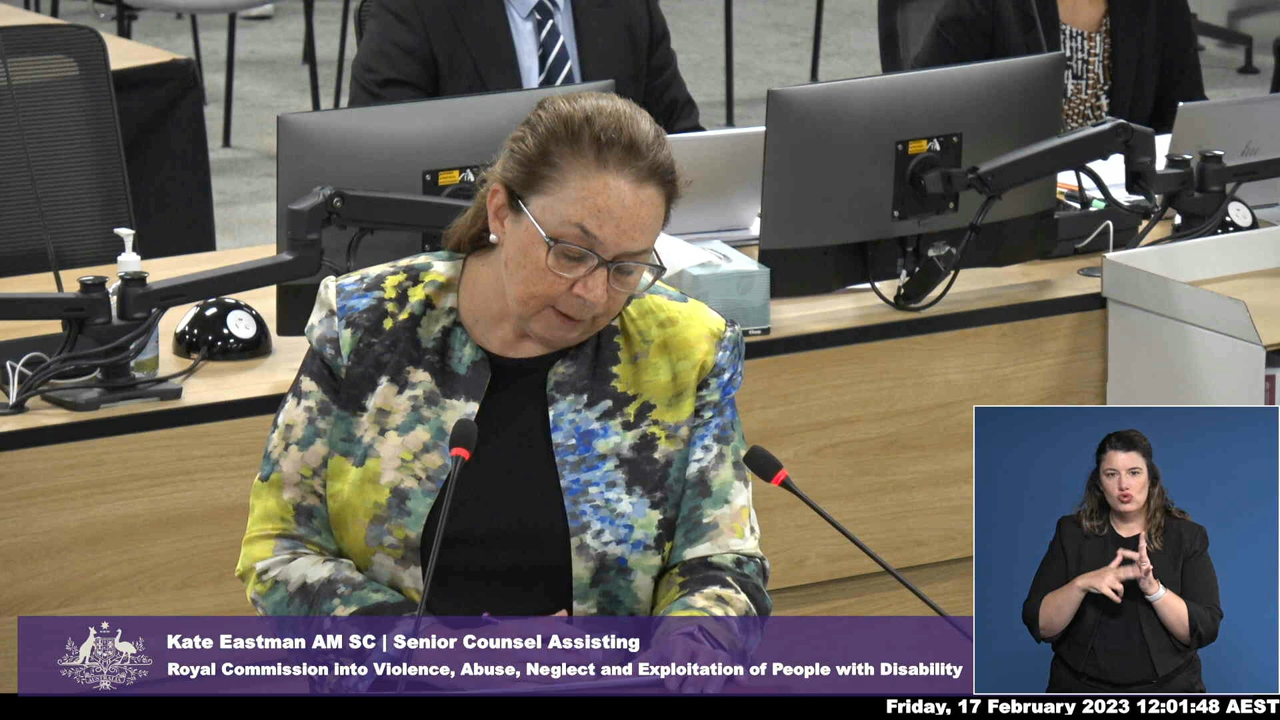 Kate Eastman AM SC | Senior Counsel Assisting
Royal Commission into Violence, Abuse, Neglect and Exploitation of People with Disability
Friday, 17 February 2023 12:01:48 AEST